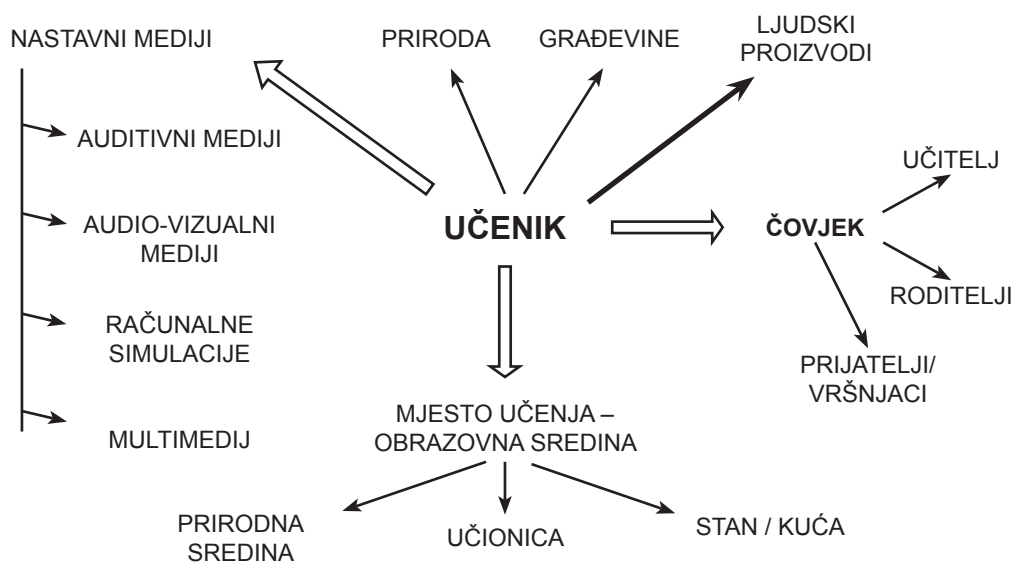 NASTAVNI MEDIJI
PRIRODA
GRAĐEVINE
LJUDSKI
PROIZVODI
AUDITIVNI MEDIJI
AUDIO-VIZUALNI
MEDIJI
RAČUNALNE
SIMULACIJE
MULTIMEDIJ
UČENIK
ČOVJEK
UČITELJ
RODITELJI
PRIJATELJI/
VRŠNJACI
MJESTO UČENJA –
OBRAZOVNA SREDINA
PRIRODNA
SREDINA
UČIONICA
STAN / KUĆA